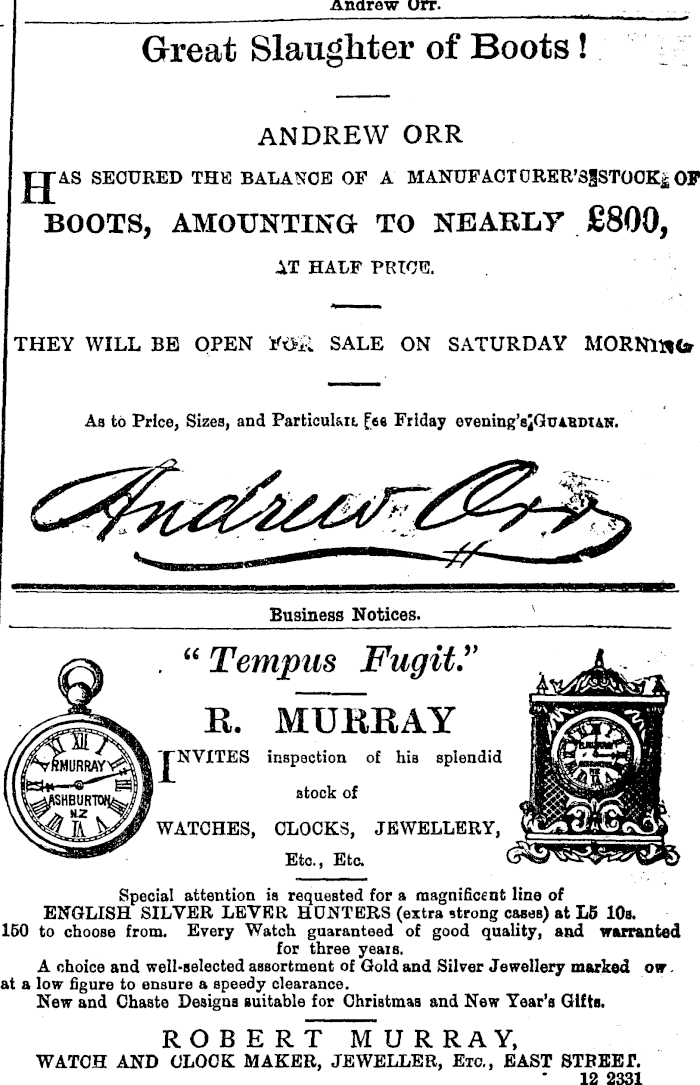 Andrew Orr.
Great Slaughter of Boots!
ANDREW ORR
HAS SECURED THE BALANCE OF A MANUFACTURER'S STOCK OF
BOOTS, AMOUNTING TO NEARLY £800,
AT HALF PRICE.
THEY WILL BE OPEN FOR SALE ON SATURDAY MORNING
As to Price, Sizes, and Particulars see Friday evening's GUARDIAN.
Andrew Orr
Business Notices.
"Tempus Fugit."
R. MURRAY
INVITES inspection of his splendid
stock of
WATCHES, CLOCKS, JEWELLERY,
Etc., Etc.
R. MURRAY
ASHBURTON
N.Z
Special attention is requested for a magnificent line of
ENGLISH SILVER LEVER HUNTERS (extra strong cases) at L5 10s.
150 to choose from. Every Watch guaranteed of good quality, and warranted
for three years.
A choice and well-selected assortment of Gold and Silver Jewellery marked
at a low figure to ensure a speedy clearance.
New and Chaste Designs suitable for Christmas and New Year's Gifts.
ROBERT MURRAY,
WATCH AND CLOCK MAKER, JEWELLER, ETC., EAST STREET.
12 2331